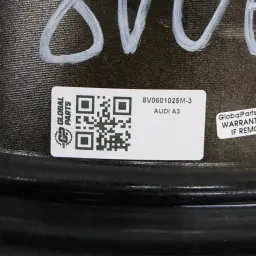 8V0
GLOBAL
PARTS
8V0601025M-3
AUDI A3
GlobalParts
WARRANT
IF REMO